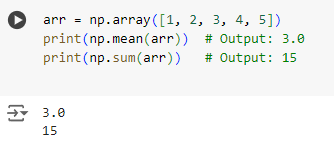 arr = np.array([1, 2, 3, 4, 5])
print(np.mean(arr))  # Output: 3.0
print(np.sum(arr))   # Output: 15
3.0
15